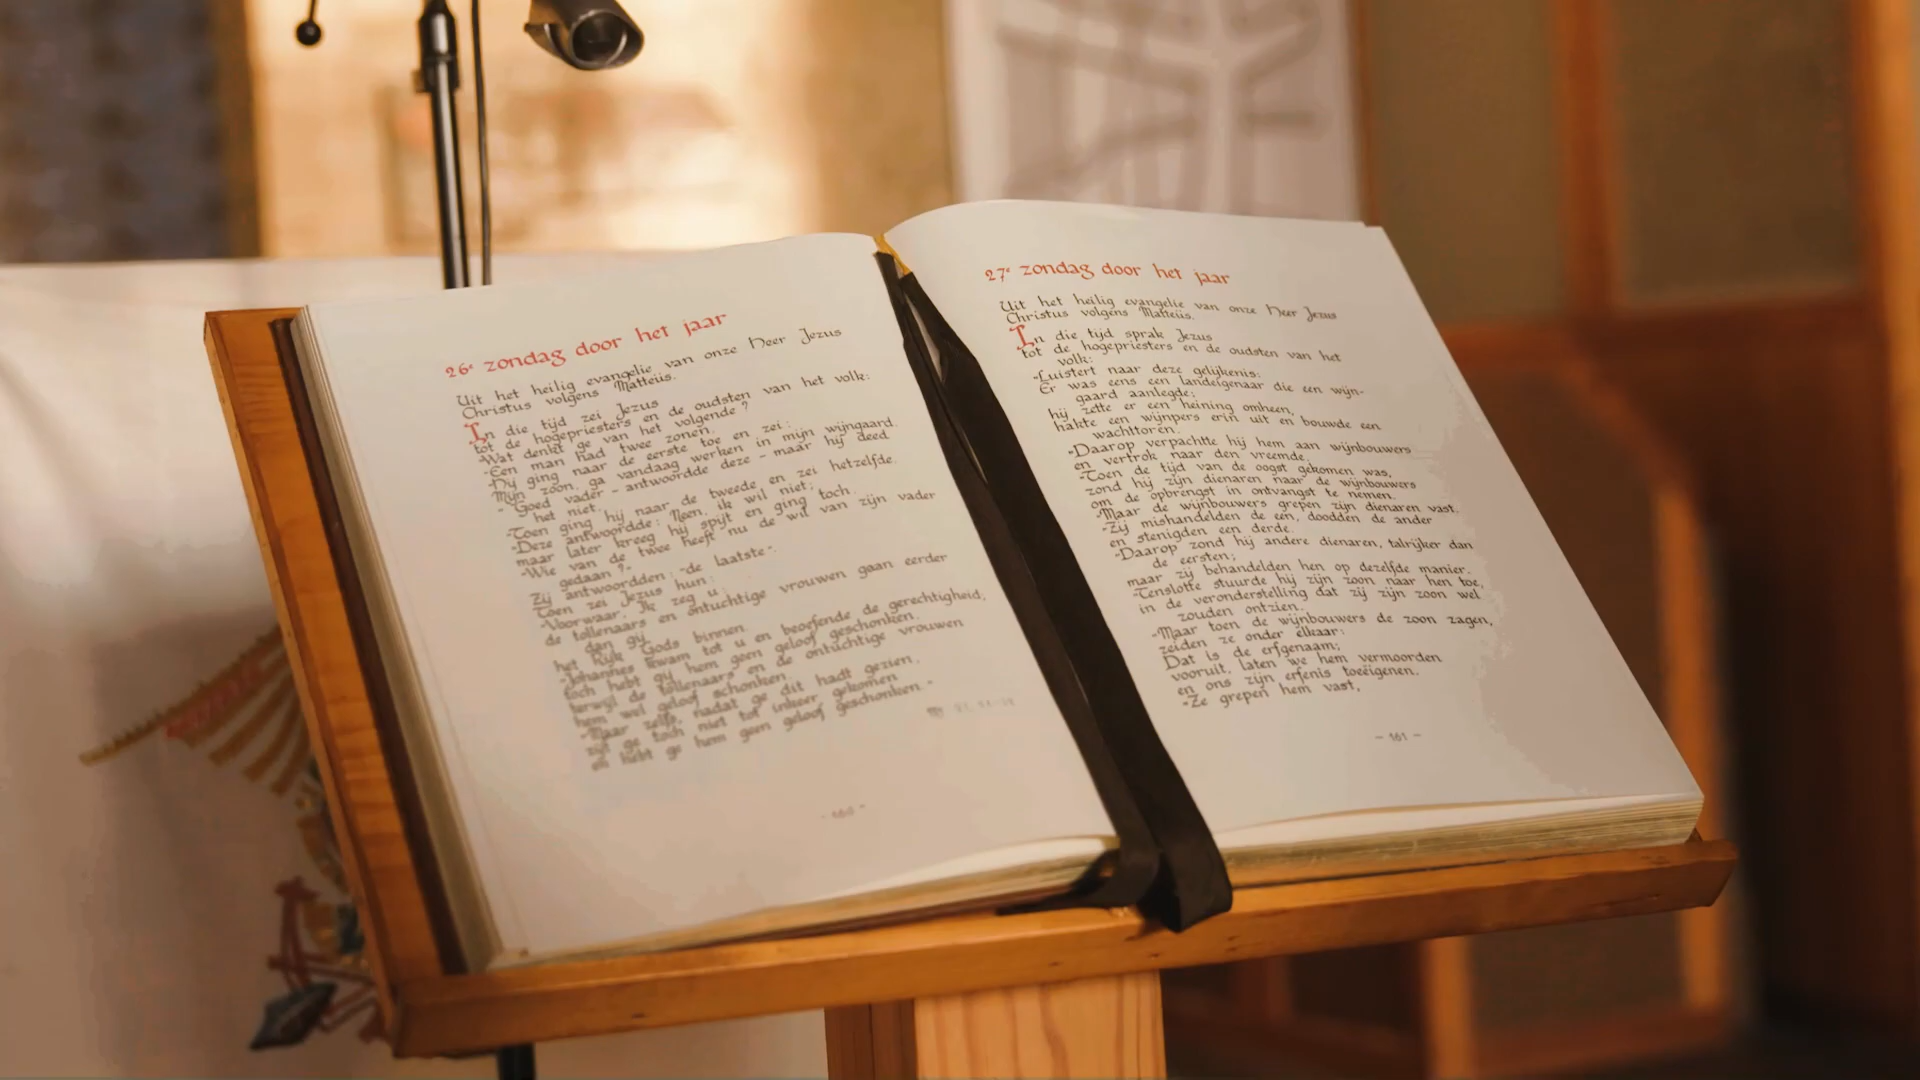 26e zondag door het jaar
Uit het heilig evangelie van onze Heer Jezus
Christus volgens Matteüs.
In die tijd zei Jezus
tot de hogepriesters en de oudsten van het volk:
-Wat denkt ge van het volgende?
-Een man had twee zonen.
-Hij ging naar de eerste toe en zei:
Mijn zoon, ga vandaag werken in mijn wijngaard.
- Goed vader - antwoordde deze - maar hij deed
het niet.
-Toen ging hij naar de tweede en zei hetzelfde.
-Deze antwoordde: Neen, ik wil niet;
maar later kreeg hij spijt en ging toch.
-Wie van de twee heeft nu de wil van zijn vader
gedaan?-
Zij antwoordden: -de laatste-.
Toen zei Jezus hun:
-Voorwaar, Ik zeg u:
de tollenaars en ontuchtige vrouwen gaan eerder
dan gij
het Rijk Gods binnen.
-Johannes kwam tot u en beoefende de gerechtigheid,
toch hebt gij hem geen geloof geschonken.
terwijl de tollenaars en de ontuchtige vrouwen
hem wel geloof schonken.
-Maar zelfs, nadat ge dit hadt gezien,
zijt ge toch niet tot inkeer gekomen
en hebt ge hem geen geloof geschonken.-
- 160 -
27e zondag door het jaar
Uit het heilig evangelie van onze Heer Jezus
Christus volgens Matteüs.
In die tijd sprak Jezus
tot de hogepriesters en de oudsten van het
volk:
-Luistert naar deze gelijkenis:
Er was eens een landeigenaar die een wijn-
gaard aanlegde;
hij zette er een heining omheen,
hakte een wijnpers erin uit en bouwde een
wachttoren.
-Daarop verpachtte hij hem aan wijnbouwers
en vertrok naar den vreemde.
-Toen de tijd van de oogst gekomen was,
zond hij zijn dienaren naar de wijnbouwers
om de opbrengst in ontvangst te nemen.
-Maar de wijnbouwers grepen zijn dienaren vast.
-Zij mishandelden de een, doodden de ander
en stenigden een derde.
-Daarop zond hij andere dienaren, talrijker dan
de eersten;
maar zij behandelden hen op dezelfde manier.
-Tenslotte stuurde hij zijn zoon naar hen toe,
in de veronderstelling dat zij zijn zoon wel
zouden ontzien.
-Maar toen de wijnbouwers de zoon zagen,
zeiden ze onder elkaar:
Dat is de erfgenaam;
vooruit, laten we hem vermoorden
en ons zijn erfenis toeëigenen.
-Ze grepen hem vast,
- 161 -